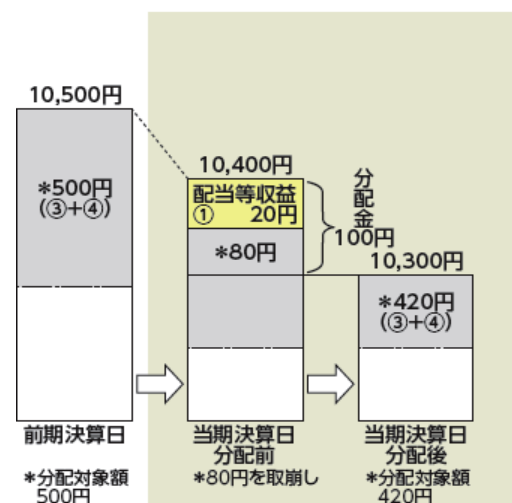 10,500円
*500円
(③+④)
10,400円
配当等収益
① 20円
*80円
分配金
100円
10,300円
*420円
(③+④)
前期決算日
*分配対象額
500円
当期決算日
分配前
*80円を取崩し
当期決算日
分配後
*分配対象額
420円